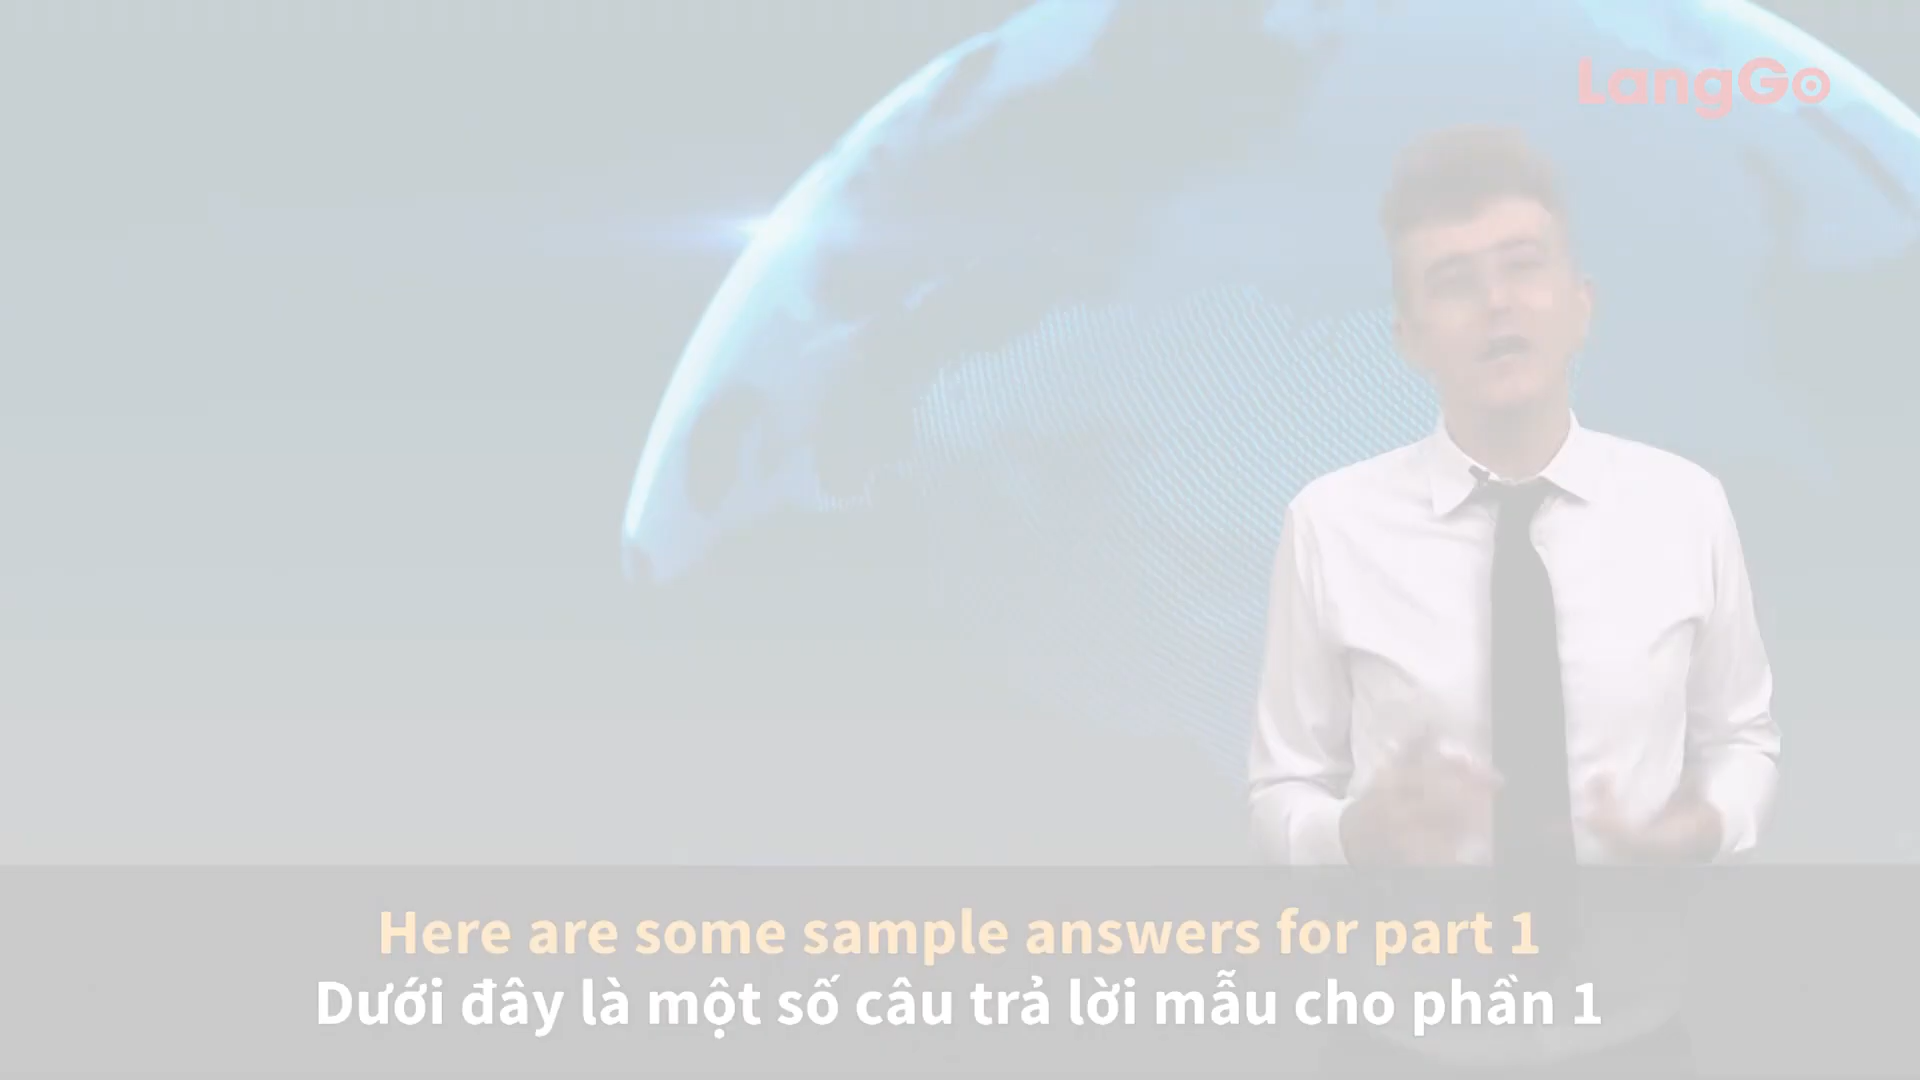 LangGo
Here are some sample answers for part 1
Dưới đây là một số câu trả lời mẫu cho phần 1